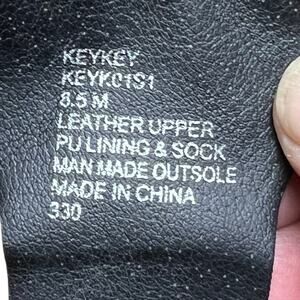 KEYKEY
KEYK01S1
8.5 M
LEATHER UPPER
PU LINING & SOCK
MAN MADE OUTSOLE
MADE IN CHINA
330